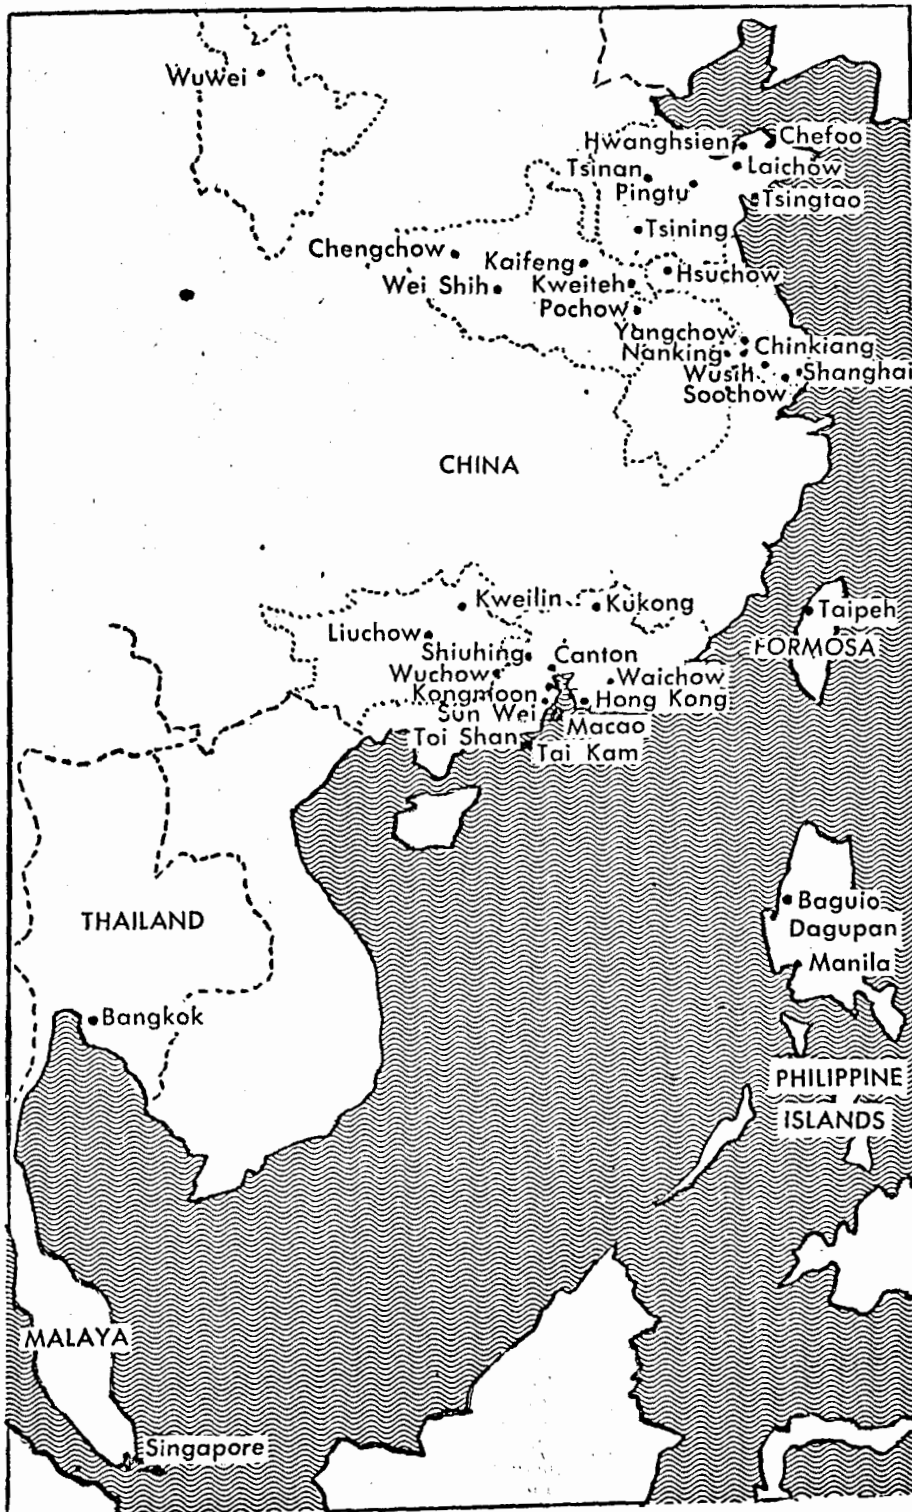 WuWei
Hwanghsien
Chefoo
Tsinan
Laichow
Pingtu
Tsingtao
Tsining
Chengchow
Kaifeng
Hsuchow
Wei Shih
Kweiteh
Pochow
Yangchow
Nanking
Chinkiang
Wusih
Shanghai
Soochow
CHINA
Kweilin
Kukong
Taipeh
Liuchow
FORMOSA
Shiuhing
Canton
Wuchow
Waichow
Kongmoon
Hong Kong
Sun Wei
Macao
Toi Shan
Tai Kam
Baguio
THAILAND
Dagupan
Manila
Bangkok
PHILIPPINE
ISLANDS
MALAYA
Singapore